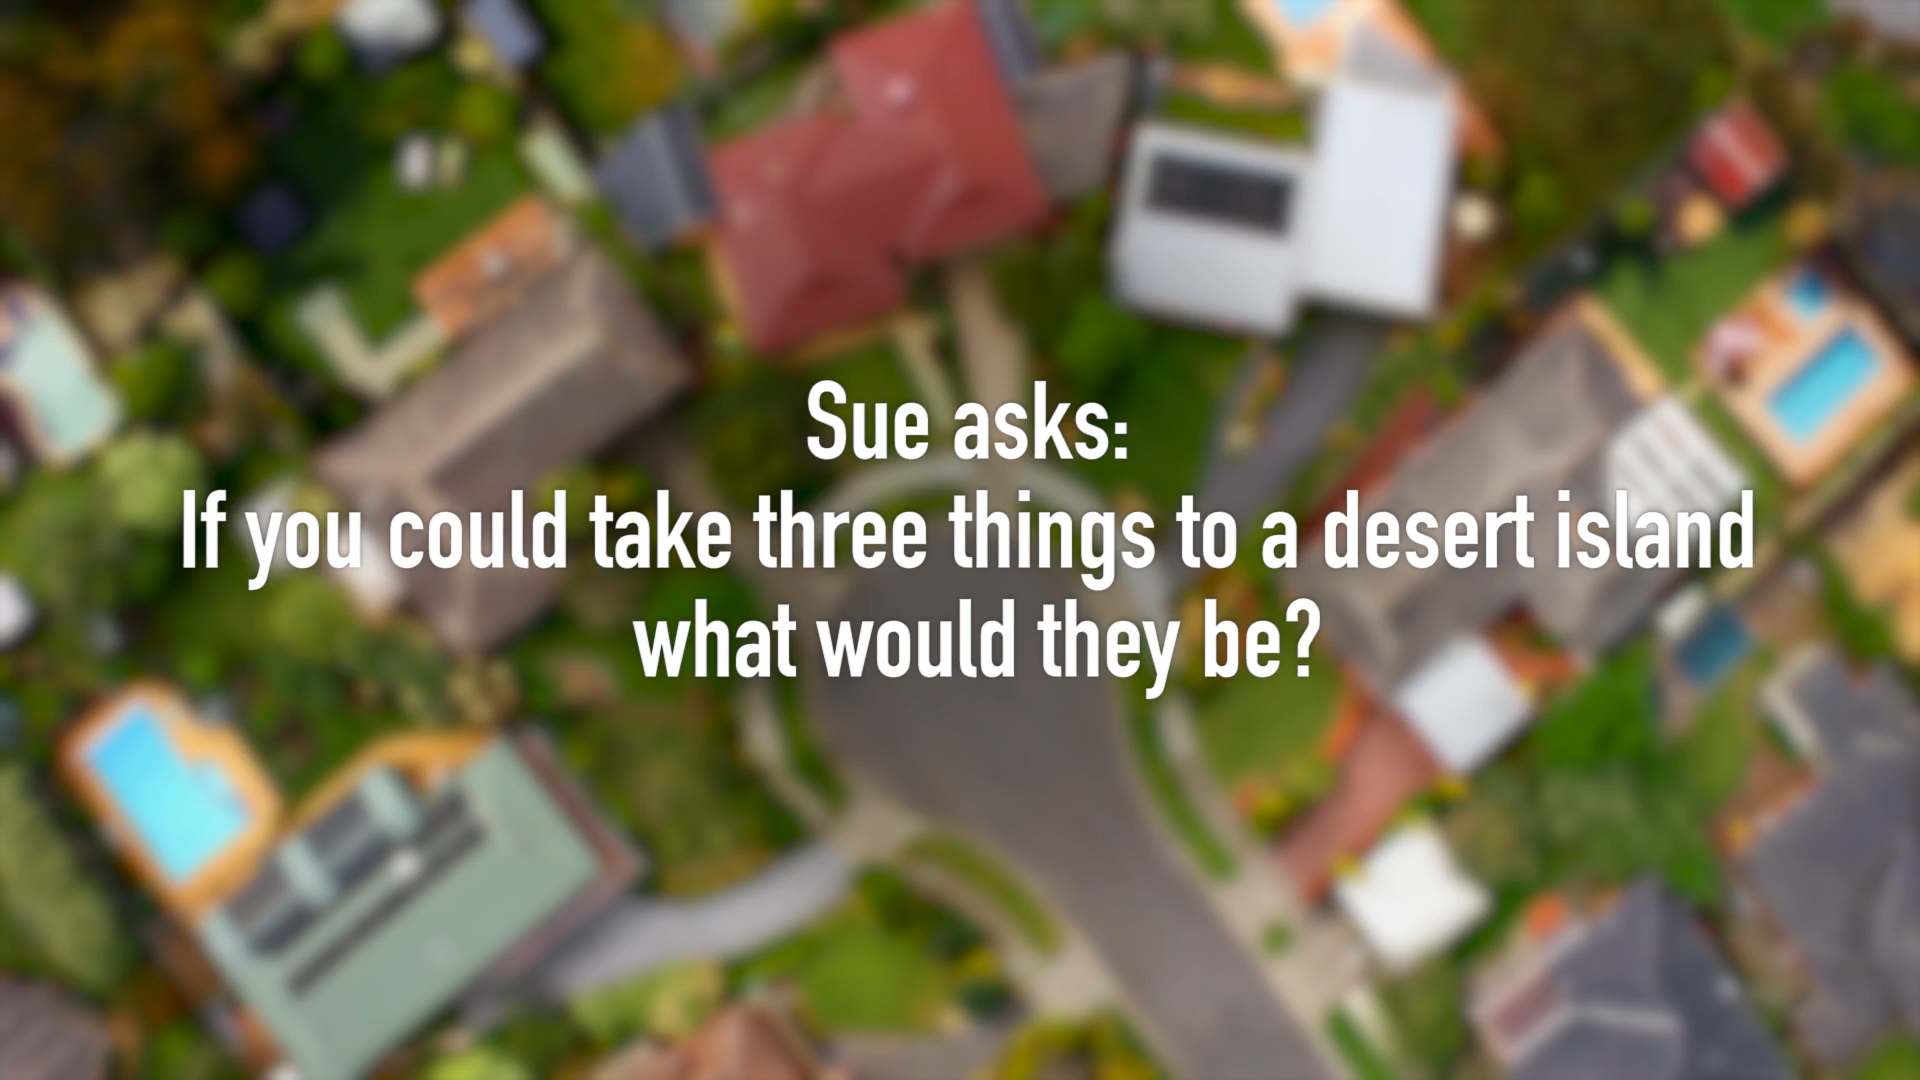 Sue asks:
If you could take three things to a desert island
what would they be?